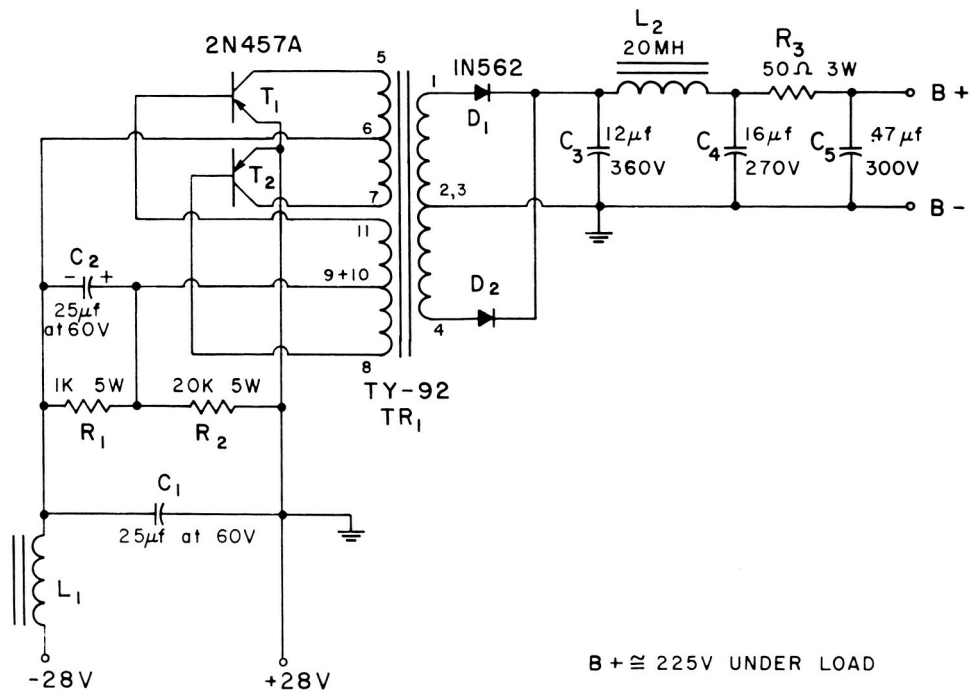 2N457A
T1
T2
5
6
7
11
9+10
8
1
2,3
4
TY-92
TR1
IN562
D1
D2
L2
20MH
R3
50Ω 3W
C3
12μf
360V
C4
16μf
270V
C5
.47μf
300V
B+
B-
C2
- +
25μf
at 60V
1K 5W
R1
20K 5W
R2
C1
25μf at 60V
L1
-28V
+28V
B+ ≅ 225V UNDER LOAD